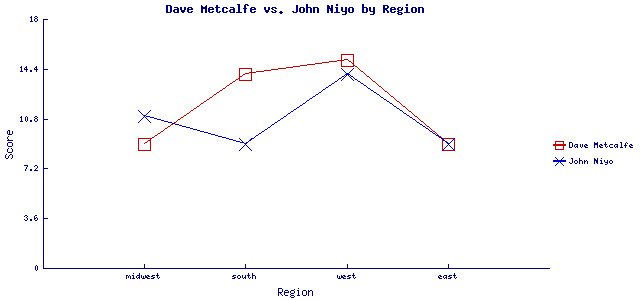 Dave Metcalfe vs. John Niyo by Region
18
14.4
10.8
7.2
3.6
0
Score
midwest south west east
Region
Dave Metcalfe
John Niyo